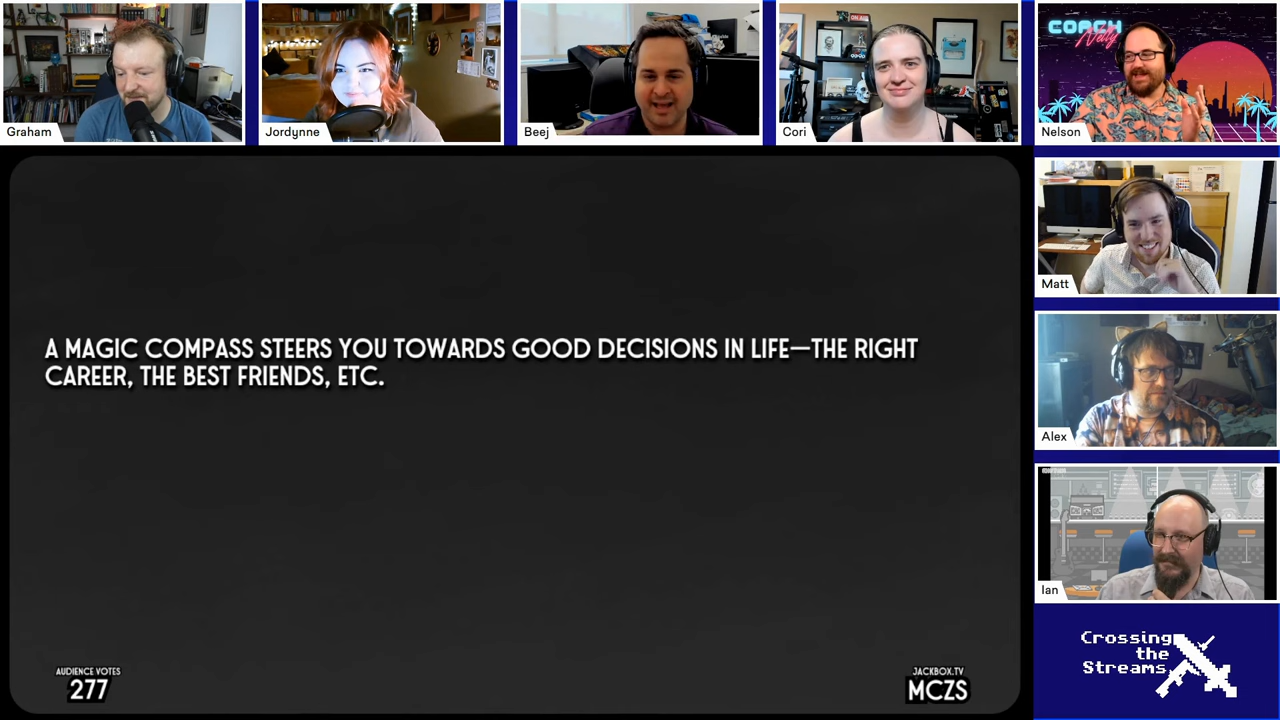 Graham
Jordynne
Beej
Cori
COACH
Nelly
Nelson
Matt
Alex
Ian
A MAGIC COMPASS STEERS YOU TOWARDS GOOD DECISIONS IN LIFE—THE RIGHT
CAREER, THE BEST FRIENDS, ETC.
AUDIENCE VOTES
277
JACKBOX.TV
MCZS
Crossing
the
Streams